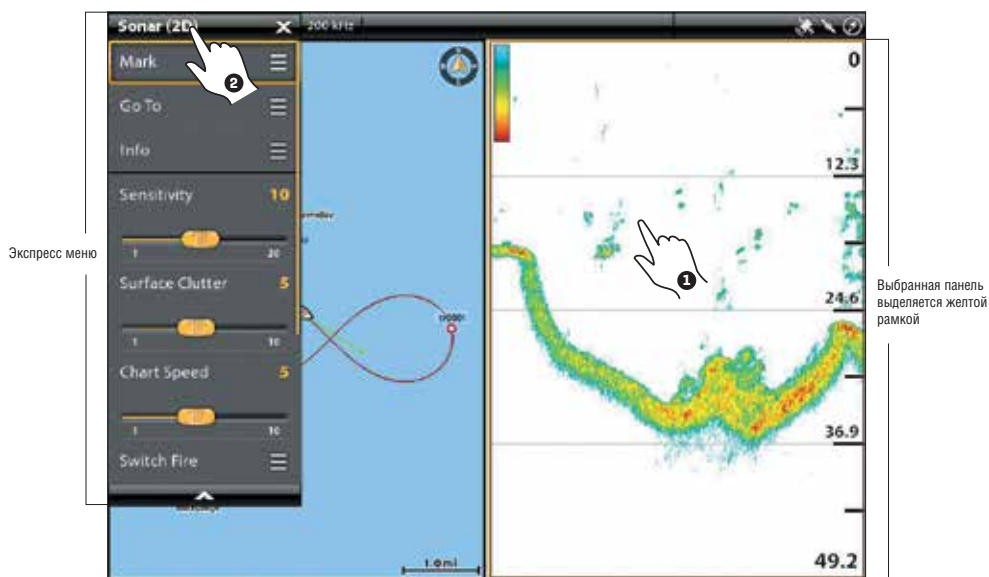 Sonar (2D)
200 kHz
Mark
Go To
Info
Sensitivity 10
1 20
Surface Clutter 5
1 10
Chart Speed 5
1 10
Switch Fire
2
Экспресс меню
1.0mi
1
0
12.3
24.6
36.9
49.2
Выбранная панель
выделяется желтой
рамкой